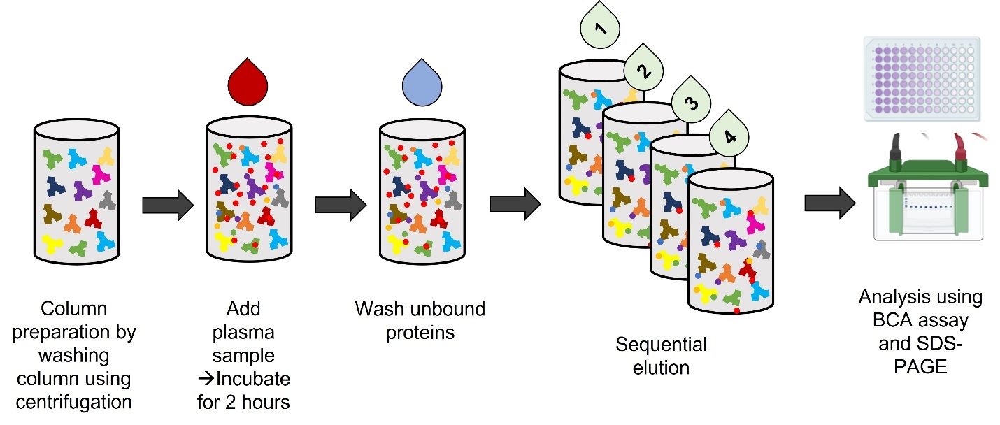 1
2
3
4
Column
preparation by
washing
column using
centrifugation
Add
plasma
sample
→Incubate
for 2 hours
Wash unbound
proteins
Sequential
elution
Analysis using
BCA assay
and SDS-
PAGE